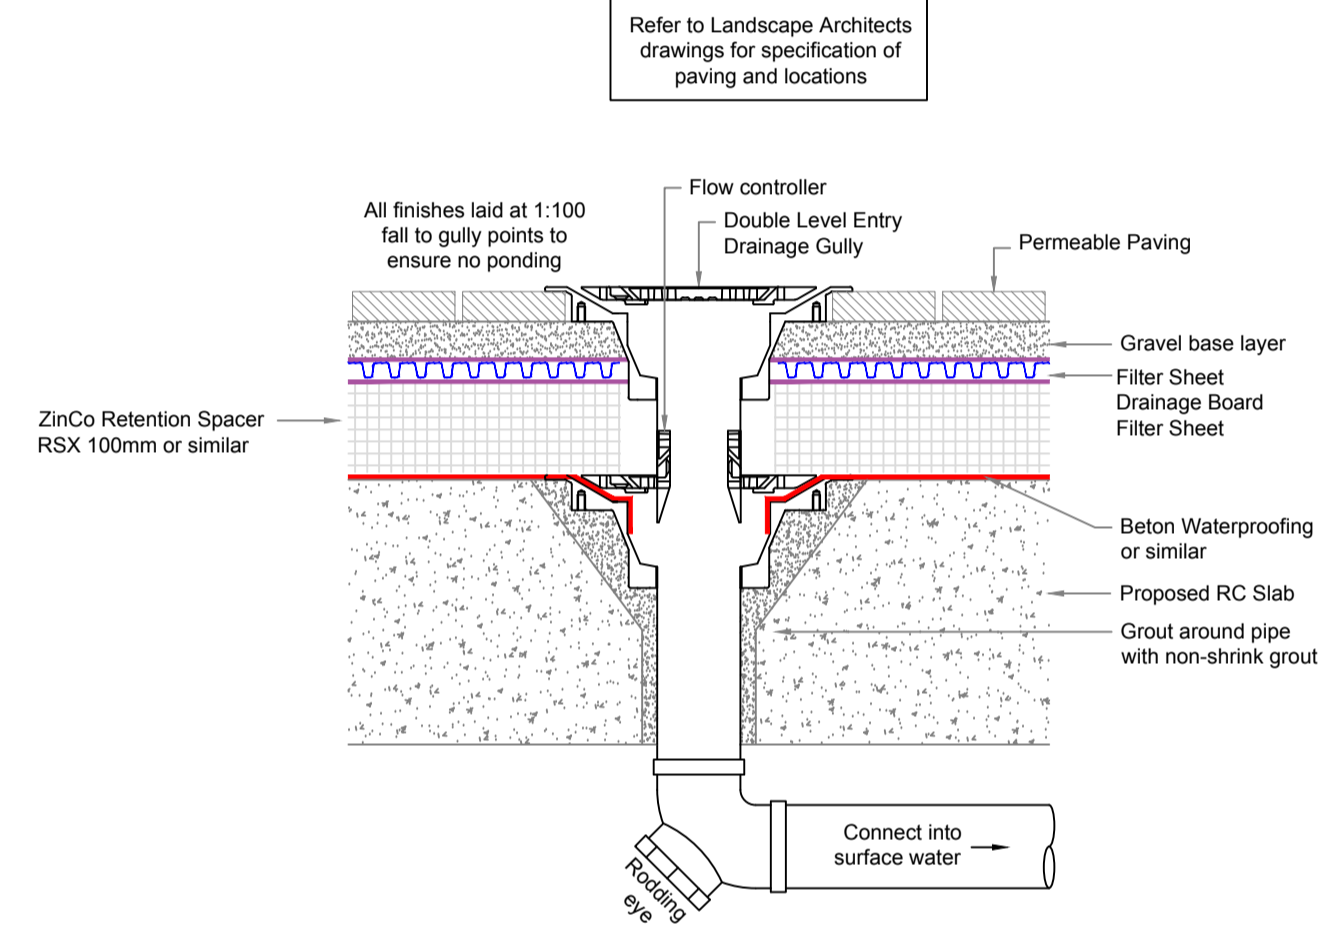 Refer to Landscape Architects
drawings for specification of
paving and locations
Flow controller
All finishes laid at 1:100
fall to gully points to
ensure no ponding
Double Level Entry
Drainage Gully
Permeable Paving
Gravel base layer
Filter Sheet
Drainage Board
Filter Sheet
ZinCo Retention Spacer
RSX 100mm or similar
Beton Waterproofing
or similar
Proposed RC Slab
Grout around pipe
with non-shrink grout
Connect into
surface water
Rodding
eye